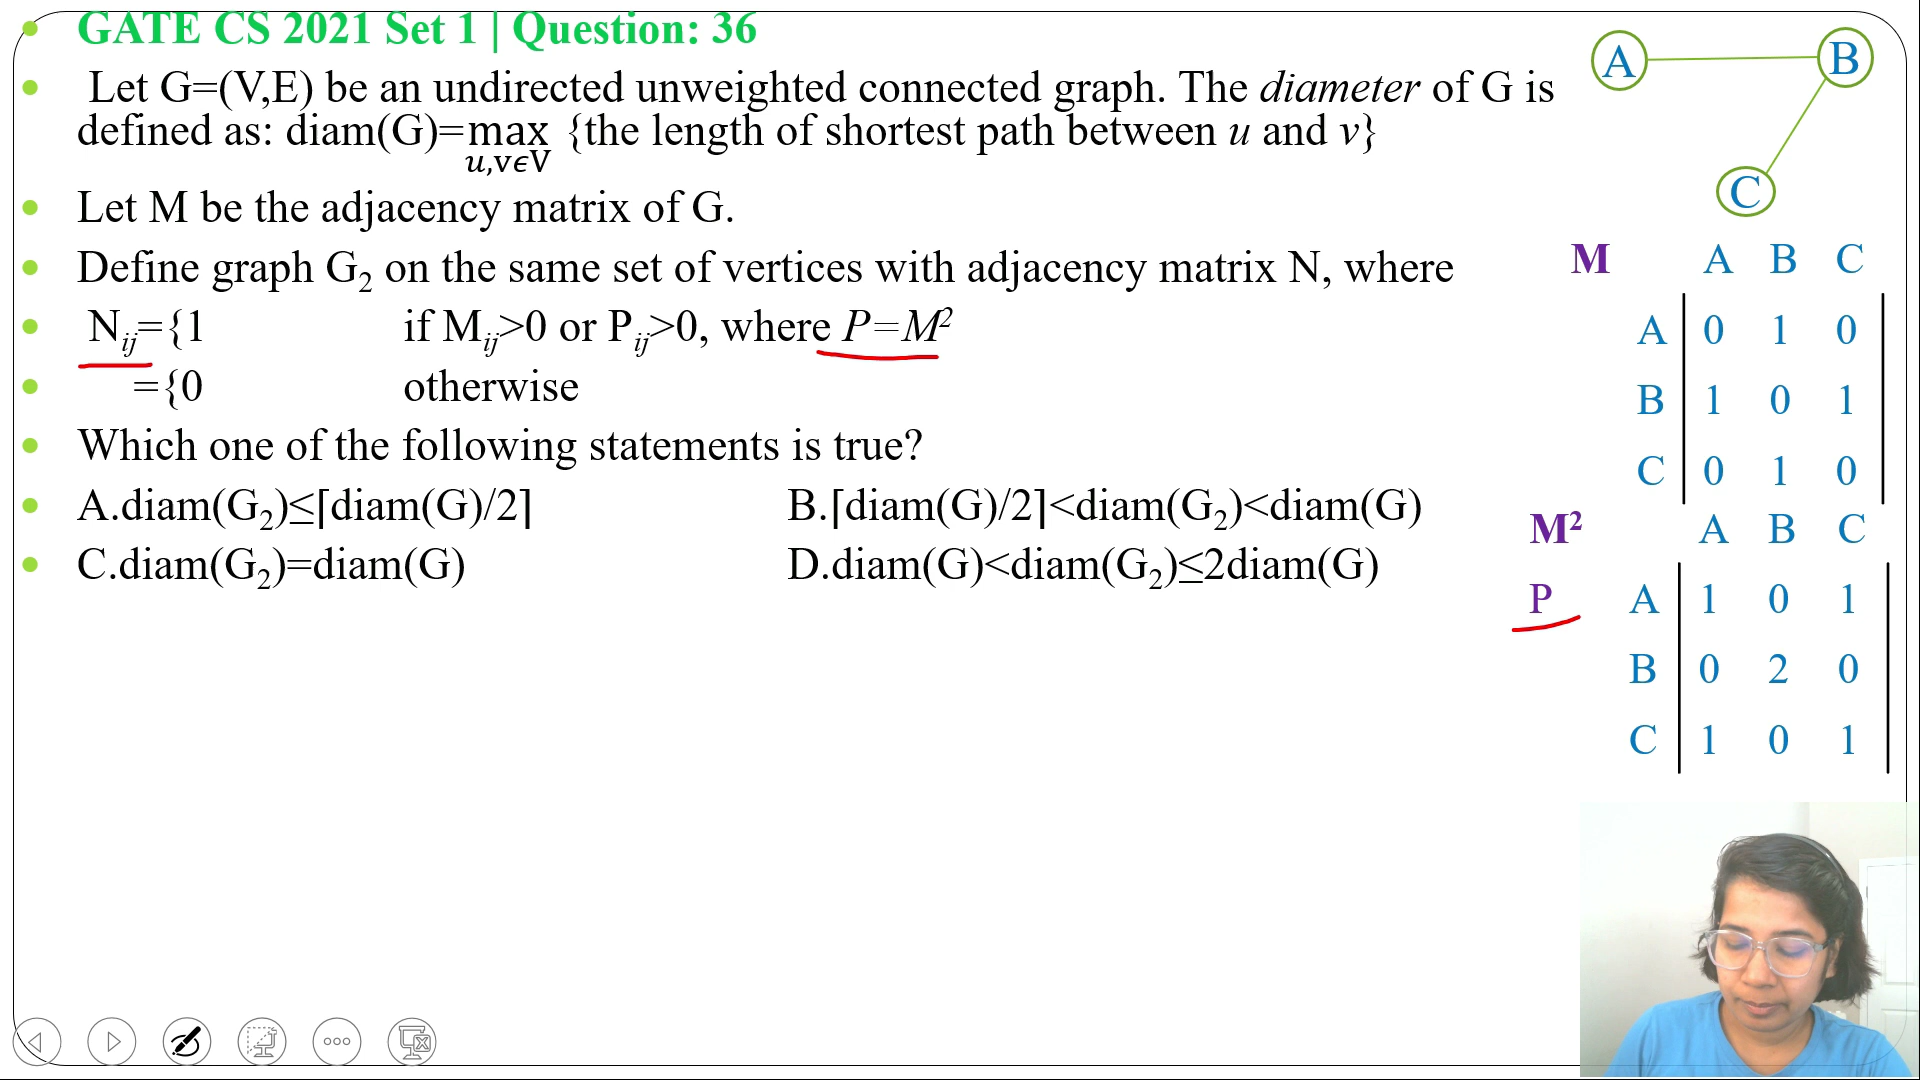 GATE CS 2021 Set 1 | Question: 36
Let G=(V,E) be an undirected unweighted connected graph. The diameter of G is
defined as: diam(G)=max {the length of shortest path between u and v}
u,vϵV
Let M be the adjacency matrix of G.
Define graph G₂ on the same set of vertices with adjacency matrix N, where
Nij={1 if Mij>0 or Pij>0, where P=M²
={0 otherwise
Which one of the following statements is true?
A.diam(G₂)≤⌈diam(G)/2⌉ B.⌈diam(G)/2⌉<diam(G₂)<diam(G)
C.diam(G₂)=diam(G) D.diam(G)<diam(G₂)≤2diam(G)
A B
C
M A B C
A 0 1 0
B 1 0 1
C 0 1 0
M² A B C
P A 1 0 1
B 0 2 0
C 1 0 1